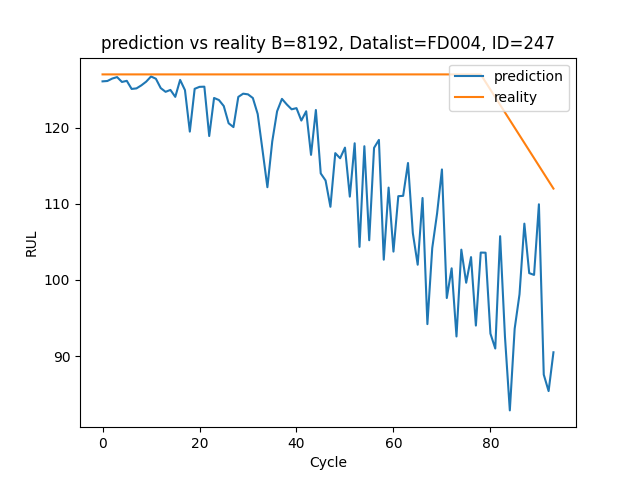 prediction vs reality B=8192, Datalist=FD004, ID=247
prediction
reality
RUL
120
110
100
90
0 20 40 60 80
Cycle